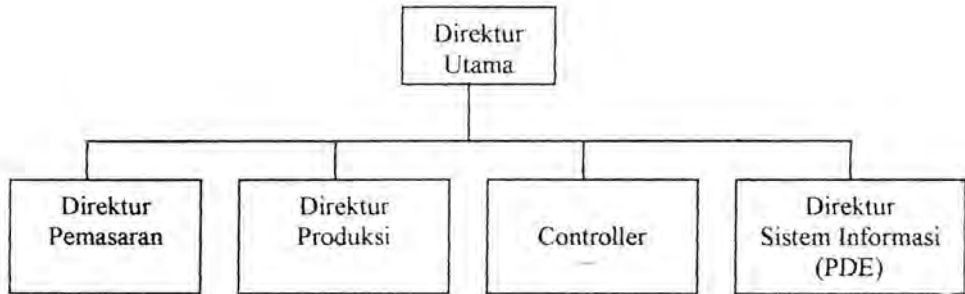 Direktur
Utama
Direktur
Pemasaran
Direktur
Produksi
Controller
Direktur
Sistem Informasi
(PDE)